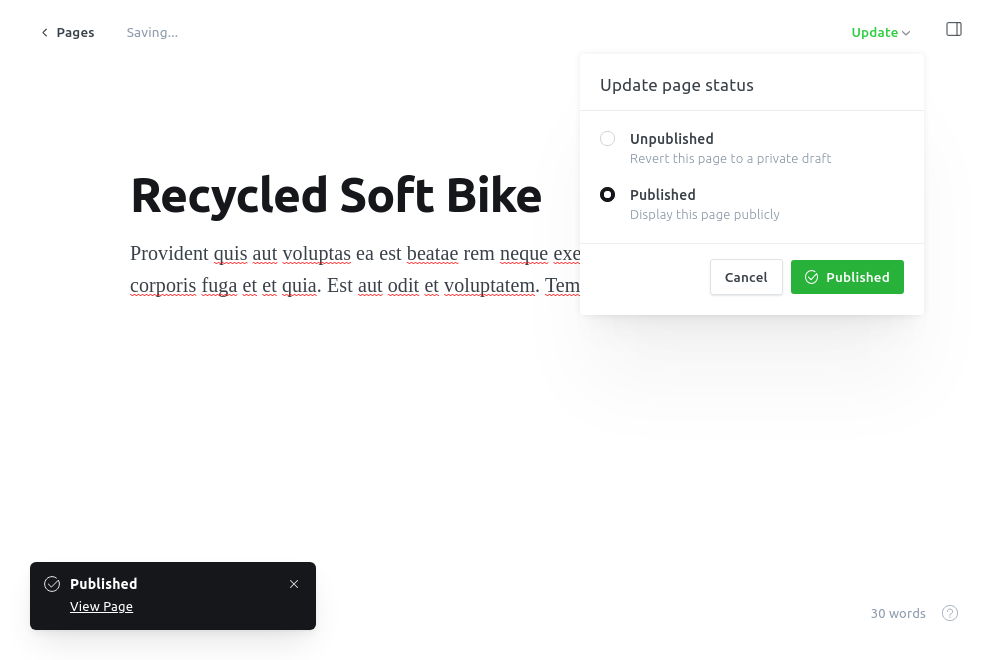 Pages
Saving...
Update
Update page status
Unpublished
Revert this page to a private draft
Published
Display this page publicly
Cancel
Published
Recycled Soft Bike
Provident quis aut voluptas ea est beatae rem neque exe
corporis fuga et et quia. Est aut odit et voluptatem. Tem
Published
View Page
30 words
?